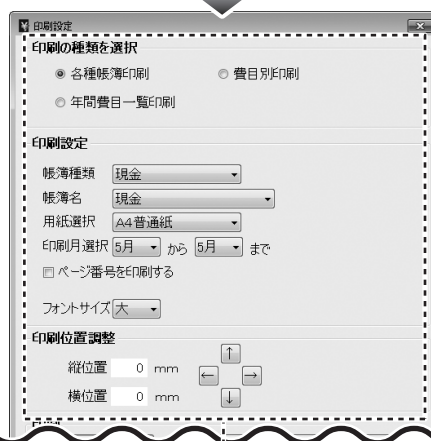 印刷設定
印刷の種類を選択
各種帳簿印刷 費目別印刷
年間費目一覧印刷
印刷設定
帳簿種類 現金
帳簿名 現金
用紙選択 A4普通紙
印刷月選択 5月 から 5月 まで
ページ番号を印刷する
フォントサイズ 大
印刷位置調整
縦位置 0 mm
横位置 0 mm